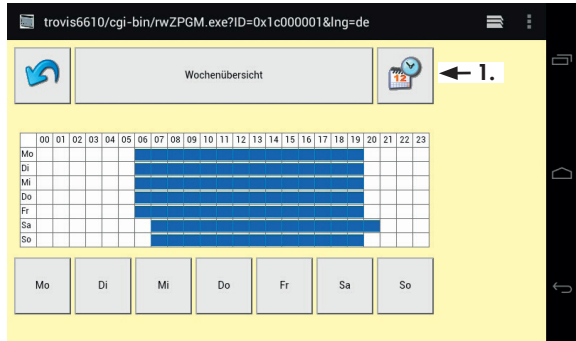 trovis6610/cgi-bin/rwZPGM.exe?ID=0x1c000001&lng=de
Wochenübersicht
12
1.
00 01 02 03 04 05 06 07 08 09 10 11 12 13 14 15 16 17 18 19 20 21 22 23
Mo
Di
Mi
Do
Fr
Sa
So
Mo Di Mi Do Fr Sa So